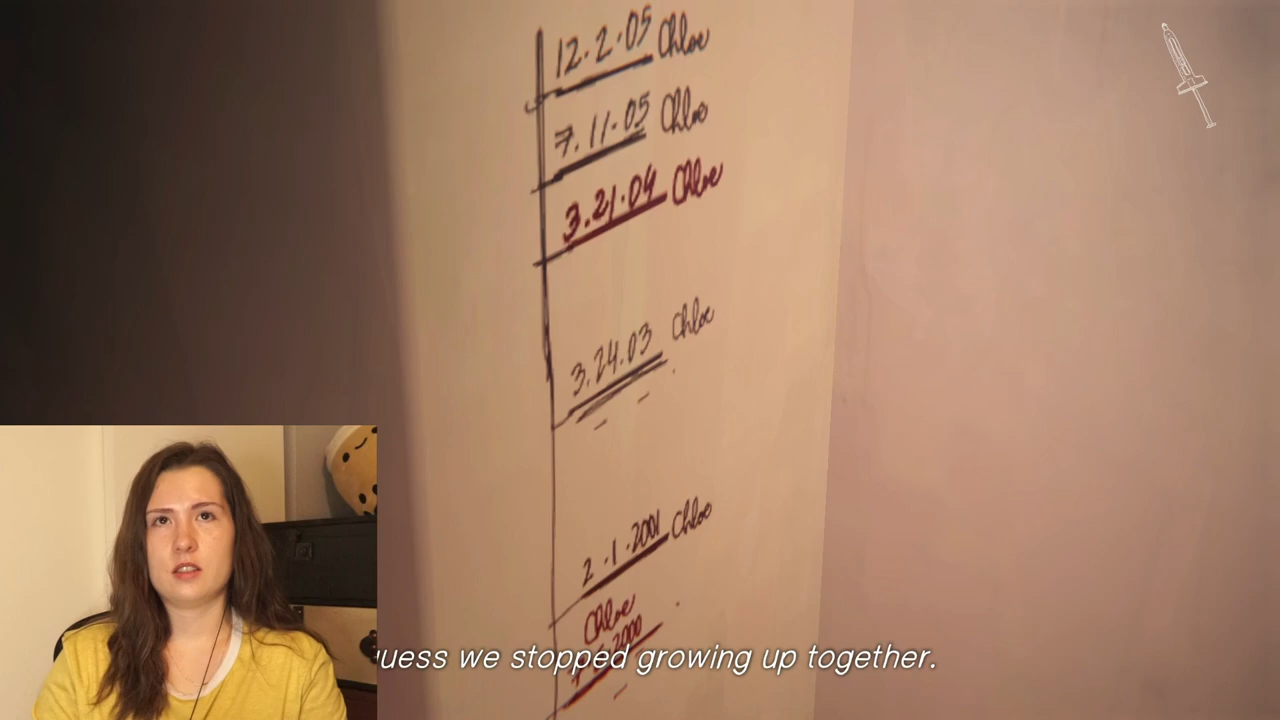 12.2.05 Chloe
7.11.05 Chloe
3.21.04 Chloe
3.24.03 Chloe
2.1.2001 Chloe
Chloe
2000
uess we stopped growing up together.